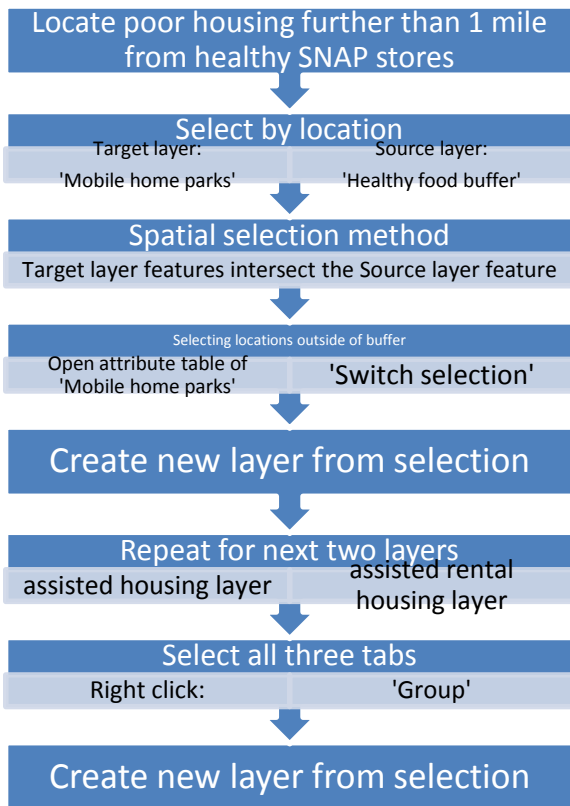 Locate poor housing further than 1 mile
from healthy SNAP stores
Select by location
Target layer:
'Mobile home parks'
Source layer:
'Healthy food buffer'
Spatial selection method
Target layer features intersect the Source layer feature
Selecting locations outside of buffer
Open attribute table of
'Mobile home parks'
'Switch selection'
Create new layer from selection
Repeat for next two layers
assisted housing layer
assisted rental
housing layer
Select all three tabs
Right click:
'Group'
Create new layer from selection